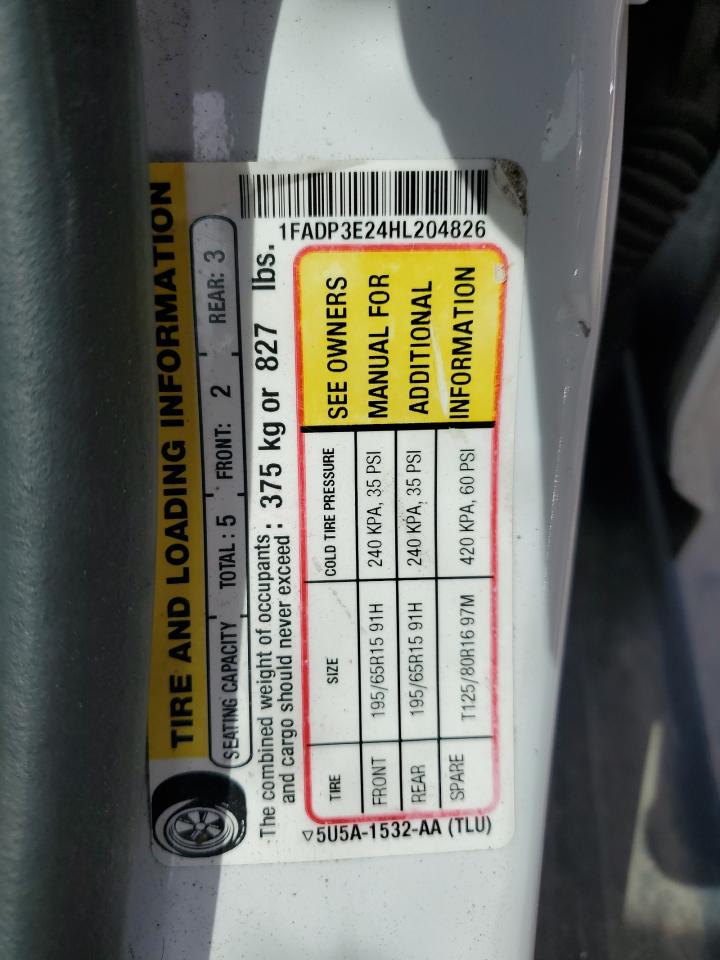 TIRE AND LOADING INFORMATION
SEATING CAPACITY TOTAL : 5 FRONT: 2 REAR: 3
The combined weight of occupants
and cargo should never exceed : 375 kg or 827 lbs.
TIRE SIZE COLD TIRE PRESSURE
FRONT 195/65R15 91H 240 KPA, 35 PSI
REAR 195/65R15 91H 240 KPA, 35 PSI
SPARE T125/80R16 97M 420 KPA, 60 PSI
SEE OWNERS
MANUAL FOR
ADDITIONAL
INFORMATION
5U5A-1532-AA (TLU)
1FADP3E24HL204826